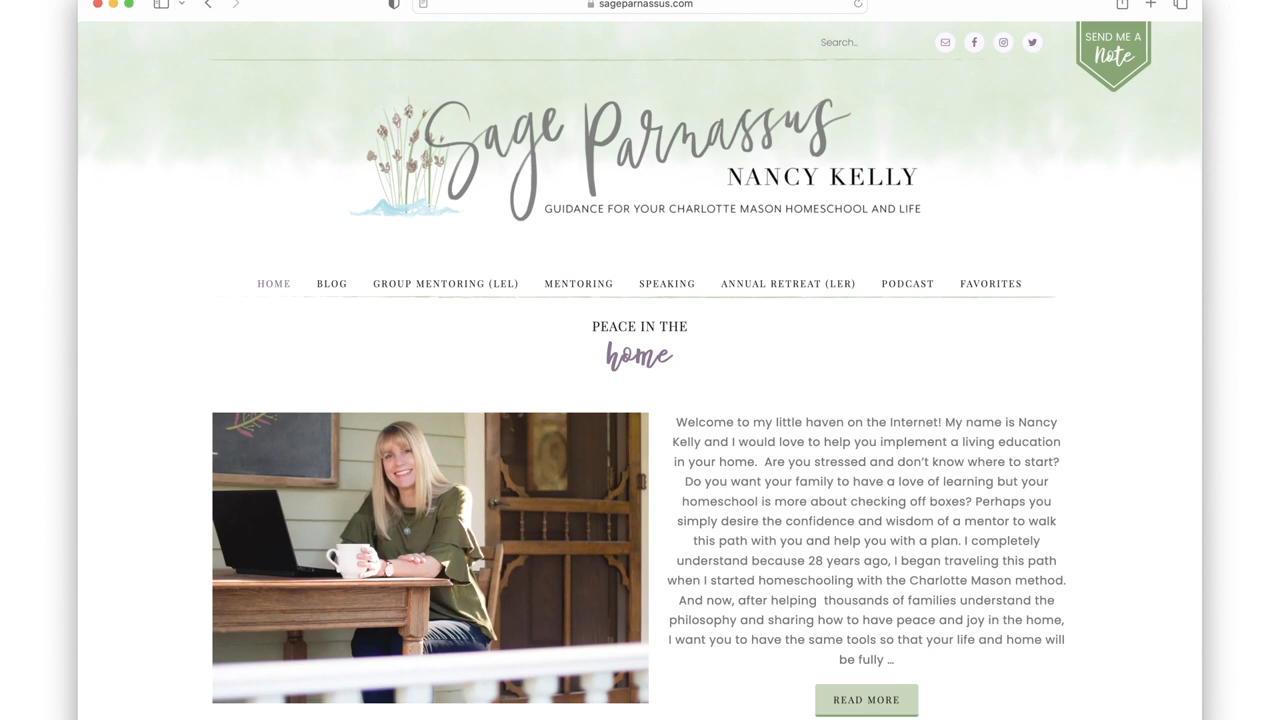 sageparnassus.com
Search..
SEND ME A
Note
Sage Parnassus
NANCY KELLY
GUIDANCE FOR YOUR CHARLOTTE MASON HOMESCHOOL AND LIFE
HOME BLOG GROUP MENTORING (LEL) MENTORING SPEAKING ANNUAL RETREAT (LER) PODCAST FAVORITES
PEACE IN THE
home
Welcome to my little haven on the Internet! My name is Nancy
Kelly and I would love to help you implement a living education
in your home.  Are you stressed and don't know where to start?
Do you want your family to have a love of learning but your
homeschool is more about checking off boxes? Perhaps you
simply desire the confidence and wisdom of a mentor to walk
this path with you and help you with a plan. I completely
understand because 28 years ago, I began traveling this path
when I started homeschooling with the Charlotte Mason method.
And now, after helping  thousands of families understand the
philosophy and sharing how to have peace and joy in the home,
I want you to have the same tools so that your life and home will
be fully ...
READ MORE